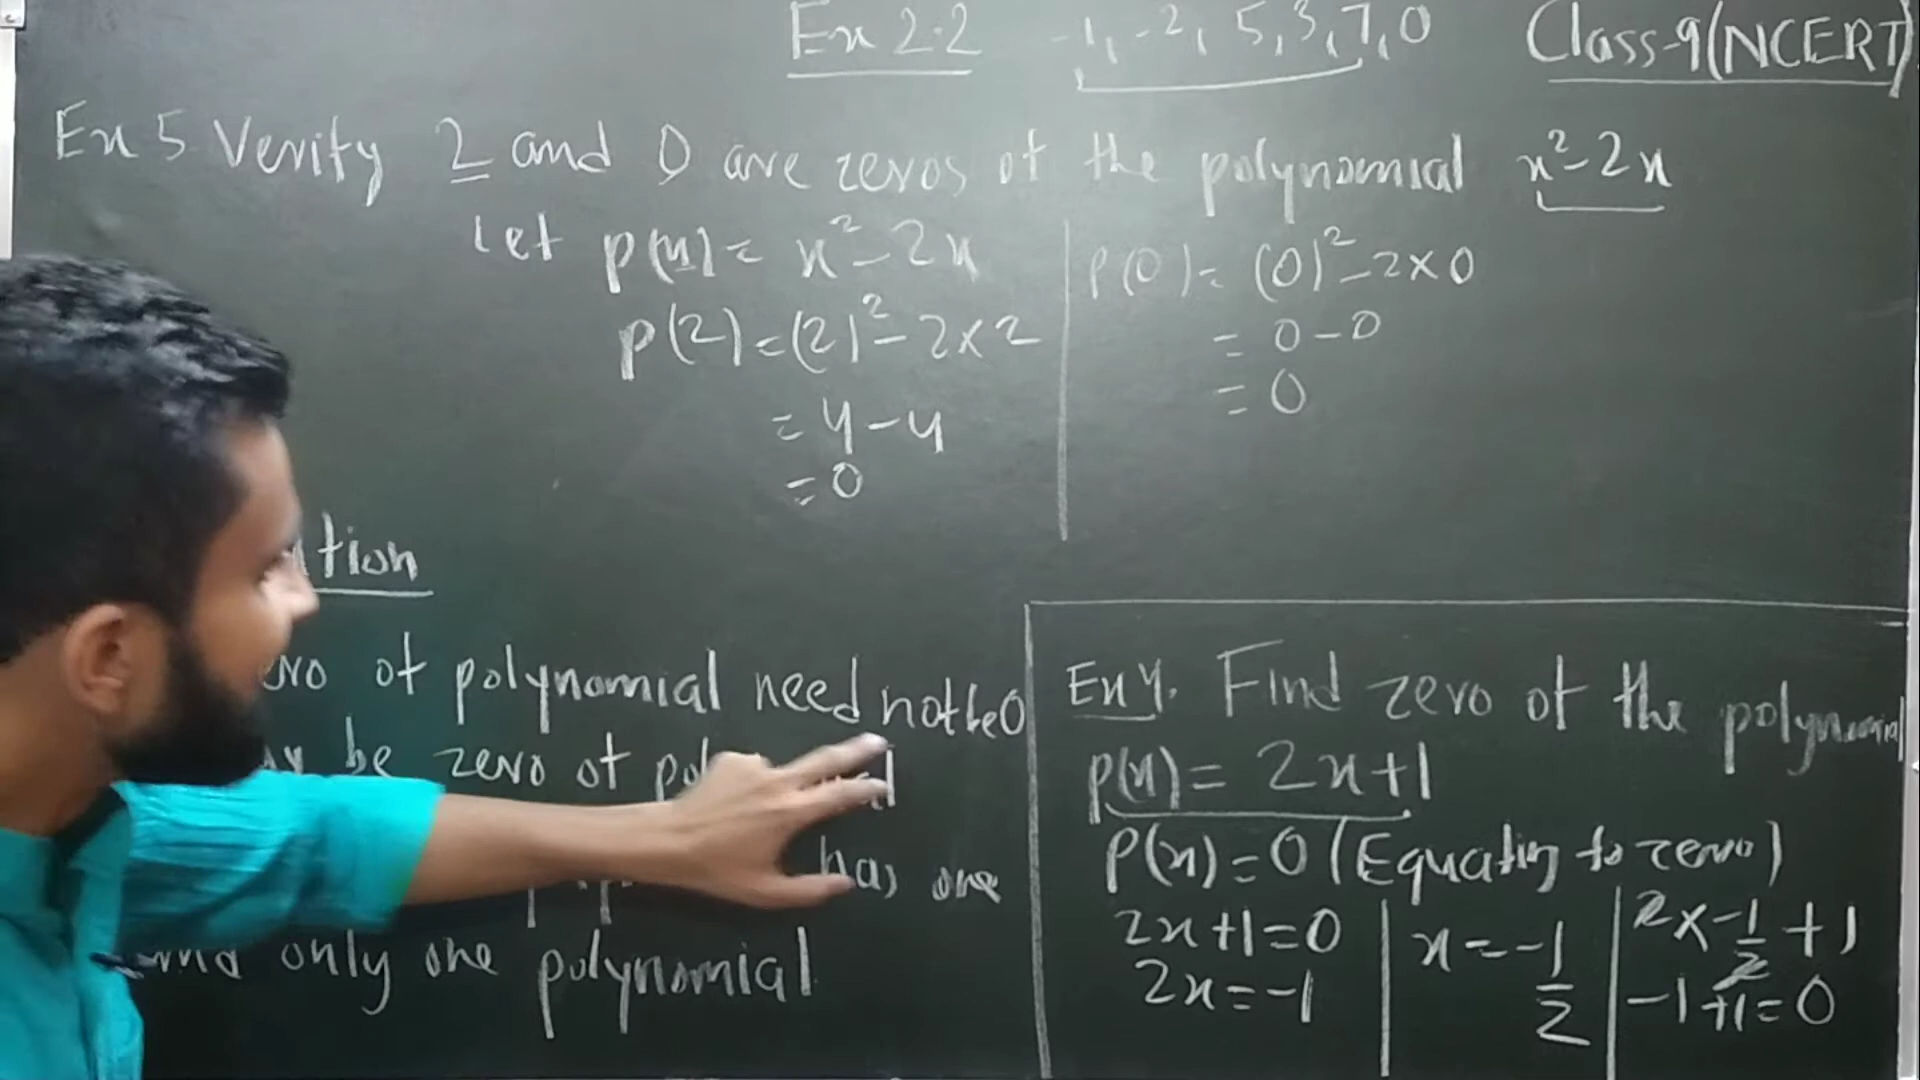 Ex 2.2 -1, -2, 5, 3, 7, 0 Class-9(NCERT)
Ex 5 Verify 2 and 0 are zeros of the polynomial x²-2x
Let p(x) = x² - 2x
p(2) = (2)² - 2×2
= 4-4
= 0
p(0) = (0)² - 2×0
= 0-0
= 0
tion
of polynomial need not be 0
be zero of
has one
and only one polynomial
Ex 4. Find zero of the polynomial
p(x) = 2x+1
p(x) = 0 (Equating to zero)
2x+1=0
2x=-1
x = -1/2
2×-1/2+1
-1+1=0